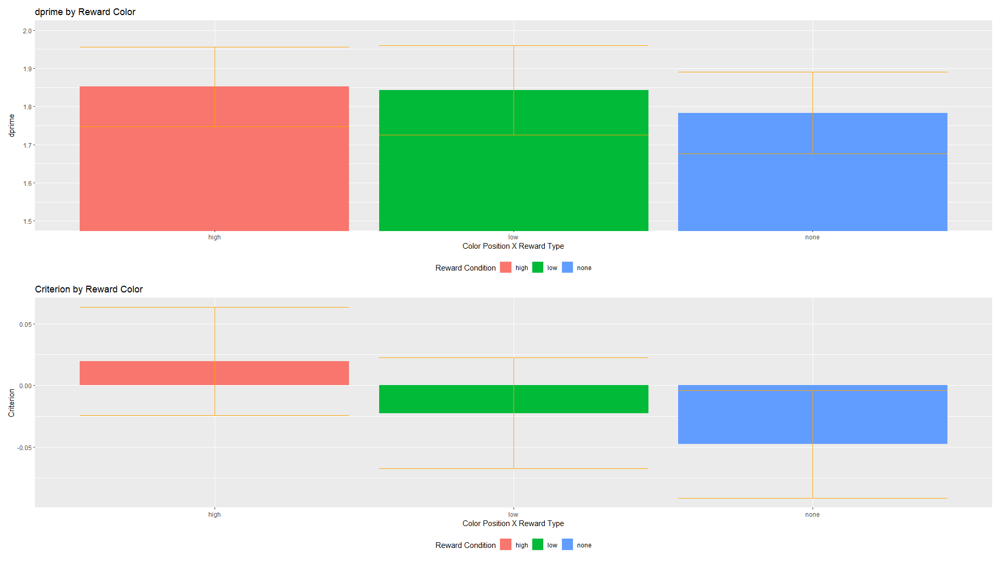 dprime by Reward Color
2.0
1.9
1.8
1.7
1.6
1.5
dprime
high low none
Color Position X Reward Type
Reward Condition high low none
Criterion by Reward Color
0.05
0.00
-0.05
Criterion
high low none
Color Position X Reward Type
Reward Condition high low none